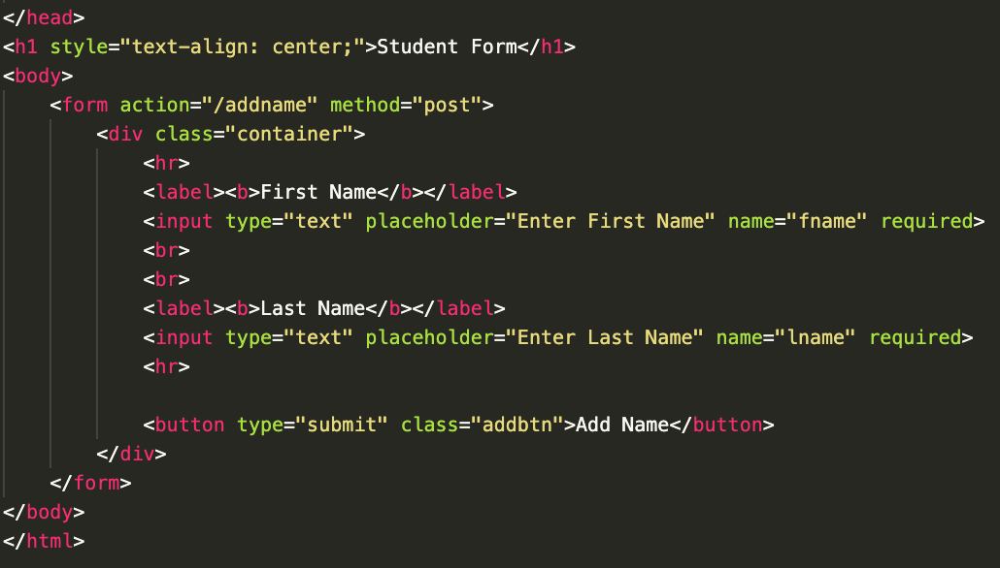 </head>
<h1 style="text-align: center;">Student Form</h1>
<body>
    <form action="/addname" method="post">
        <div class="container">
            <hr>
            <label><b>First Name</b></label>
            <input type="text" placeholder="Enter First Name" name="fname" required>
            <br>
            <br>
            <label><b>Last Name</b></label>
            <input type="text" placeholder="Enter Last Name" name="lname" required>
            <hr>

            <button type="submit" class="addbtn">Add Name</button>
        </div>
    </form>
</body>
</html>